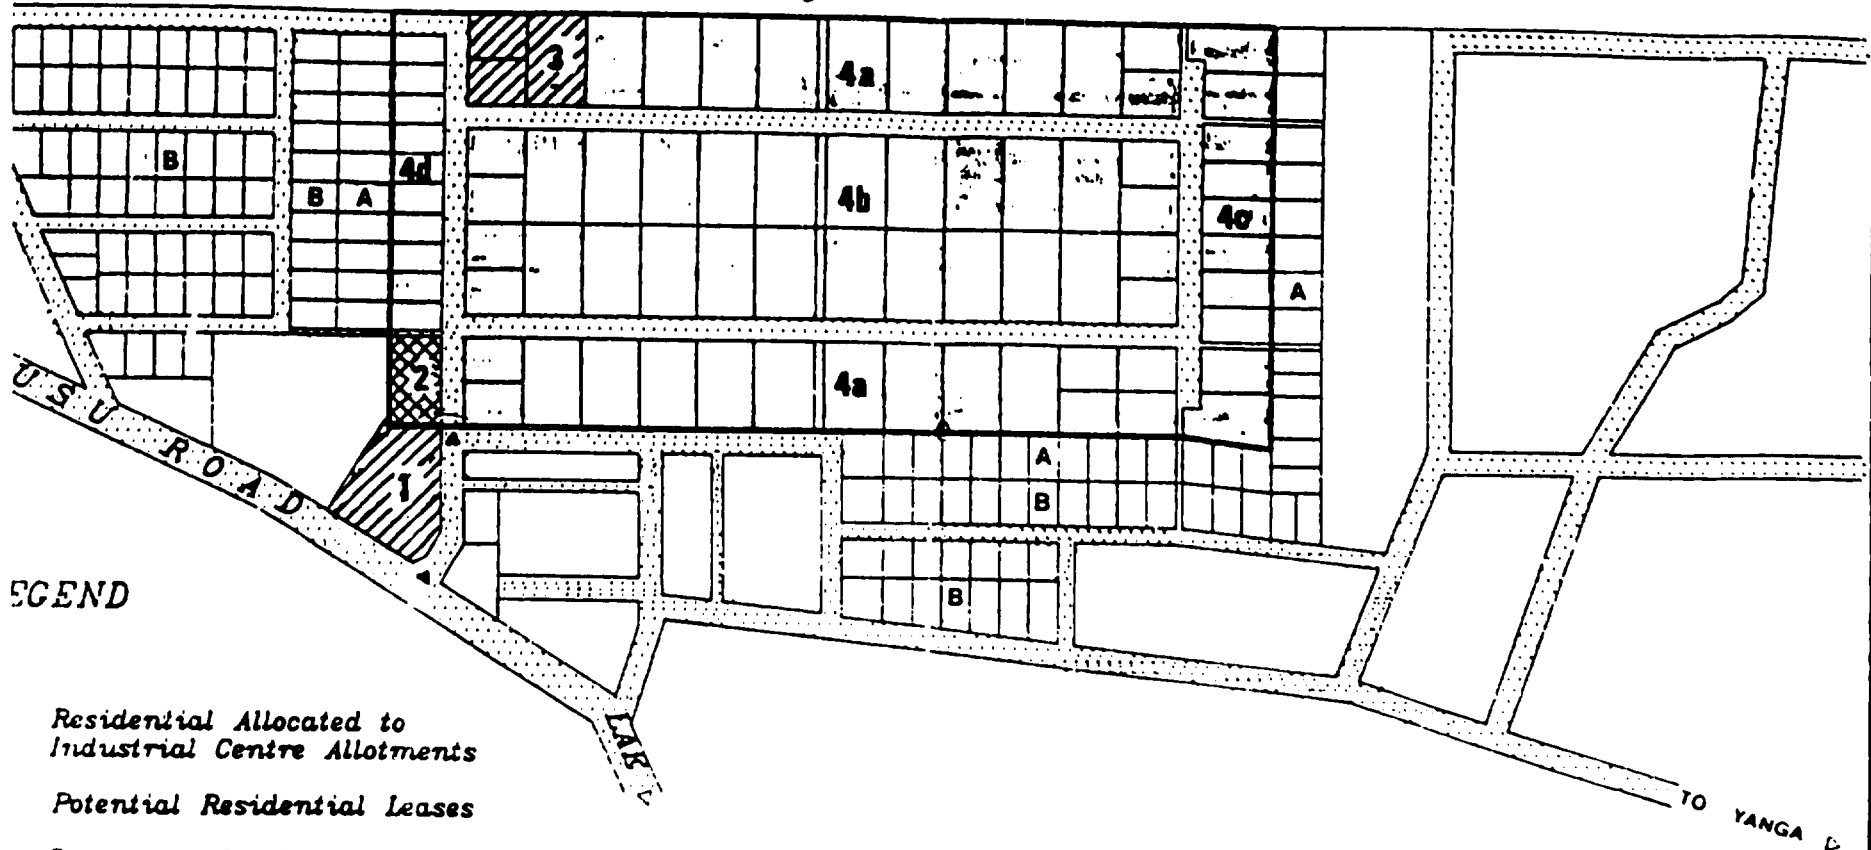 3
4a
B
4d
B A
4b
4c
A
2
4a
USU ROAD
1
A
A
B
EGEND
B
Residential Allocated to
Industrial Centre Allotments
LAK
Potential Residential Leases
TO YANGA